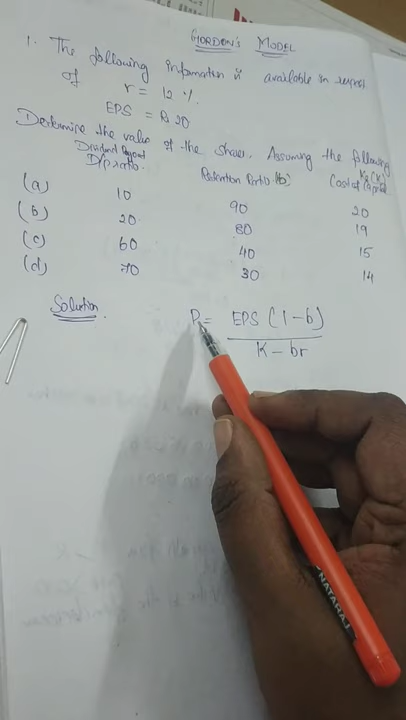 GORDON'S MODEL
1. The following information is available in respect
of r = 12 %.
EPS = Rs 20
Determine the value of the shares. Assuming the following
Dividend Payout
D/P ratio. Retention Ratio (b) Cost of Capital
(a) 10 90 20
(b) 20 80 19
(c) 60 40 15
(d) 70 30 14
Solution.
P = EPS (1-b)
K - br
NATARAJ